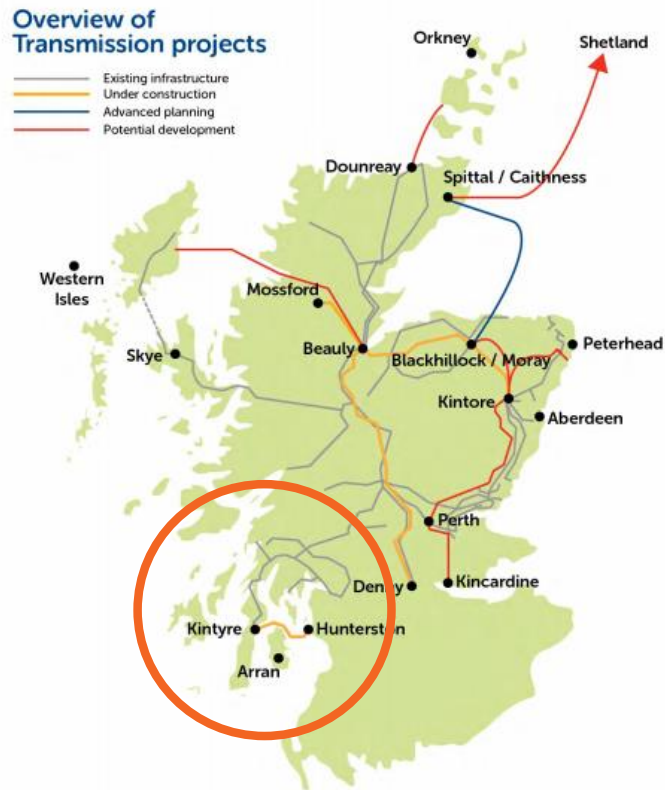 Overview of
Transmission projects
Existing infrastructure
Under construction
Advanced planning
Potential development
Orkney
Shetland
Dounreay
Spittal / Caithness
Western
Isles
Mossford
Skye
Beauly
Blackhillock / Moray
Peterhead
Kintore
Aberdeen
Perth
Denny
Kincardine
Kintyre
Hunterston
Arran